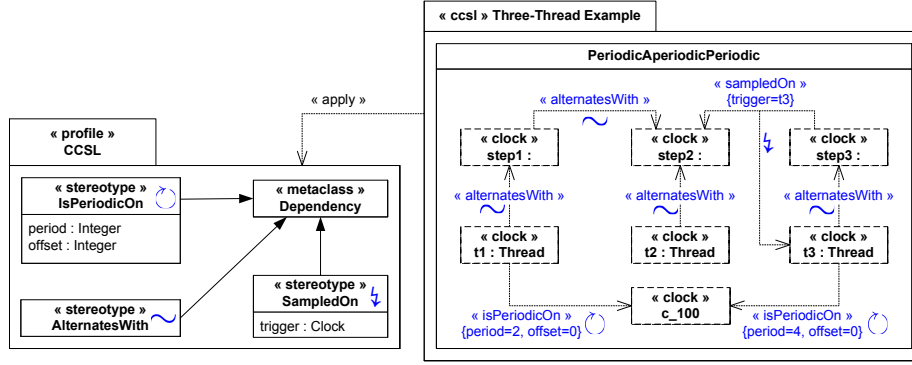 « profile »
CCSL
« stereotype »
IsPeriodicOn
period : Integer
offset : Integer
« metaclass »
Dependency
« stereotype »
AlternatesWith
« stereotype »
SampledOn
trigger : Clock
« apply »
« ccsl » Three-Thread Example
PeriodicAperiodicPeriodic
« alternatesWith »
« sampledOn »
{trigger=t3}
« clock »
step1 :
« clock »
step2 :
« clock »
step3 :
« alternatesWith »
« alternatesWith »
« alternatesWith »
« clock »
t1 : Thread
« clock »
t2 : Thread
« clock »
t3 : Thread
« clock »
c_100
« isPeriodicOn »
{period=2, offset=0}
« isPeriodicOn »
{period=4, offset=0}